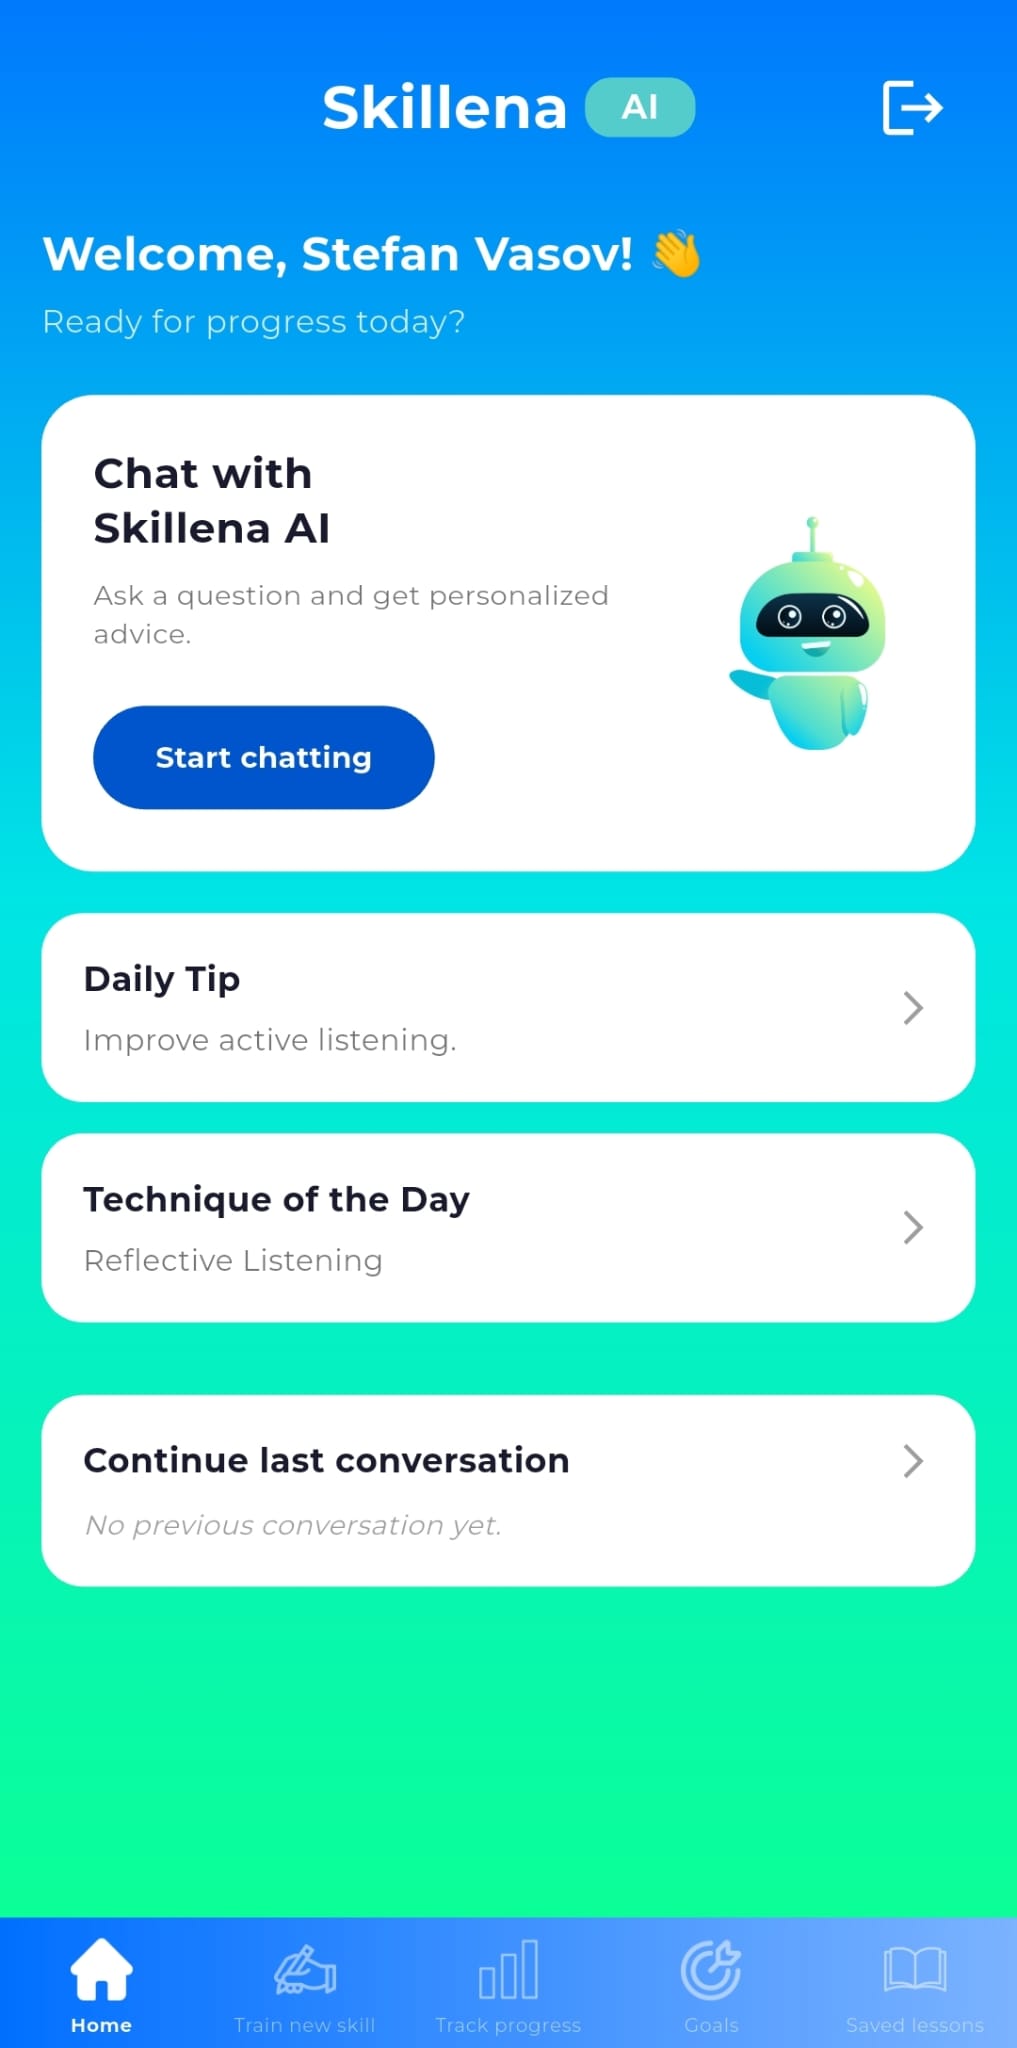 Skillena AI
Welcome, Stefan Vasov! 👋
Ready for progress today?
Chat with
Skillena AI
Ask a question and get personalized
advice.
Start chatting
Daily Tip
Improve active listening.
Technique of the Day
Reflective Listening
Continue last conversation
No previous conversation yet.
Home
Train new skill
Track progress
Goals
Saved lessons